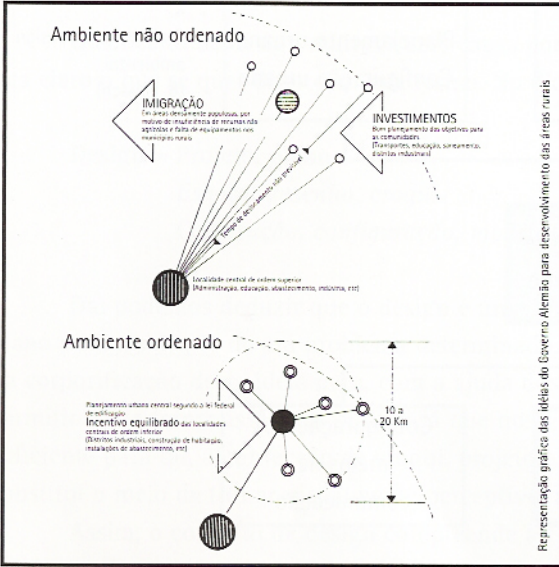 Ambiente não ordenado
IMIGRAÇÃO
Em áreas densamente populosas, por
motivo de insuficiência de recursos não
agrícolas e falta de equipamentos nos
municípios rurais
INVESTIMENTOS
Bom planejamento dos objetivos para
as comunidades
(Transportes, educação, saneamento,
distritos industriais)
Tempo de deslocamento não previsível
Localidade central de ordem superior
(Administração, educação, abastecimento, indústria, etc)
Ambiente ordenado
Planejamento urbano central segundo a lei federal
de edificação
Incentivo equilibrado das localidades
centrais de ordem inferior
(Distritos industriais, construção de habitação,
instalações de abastecimento, etc)
10 a
20 Km
Representação gráfica das idéias do Governo Alemão para desenvolvimento das áreas rurais